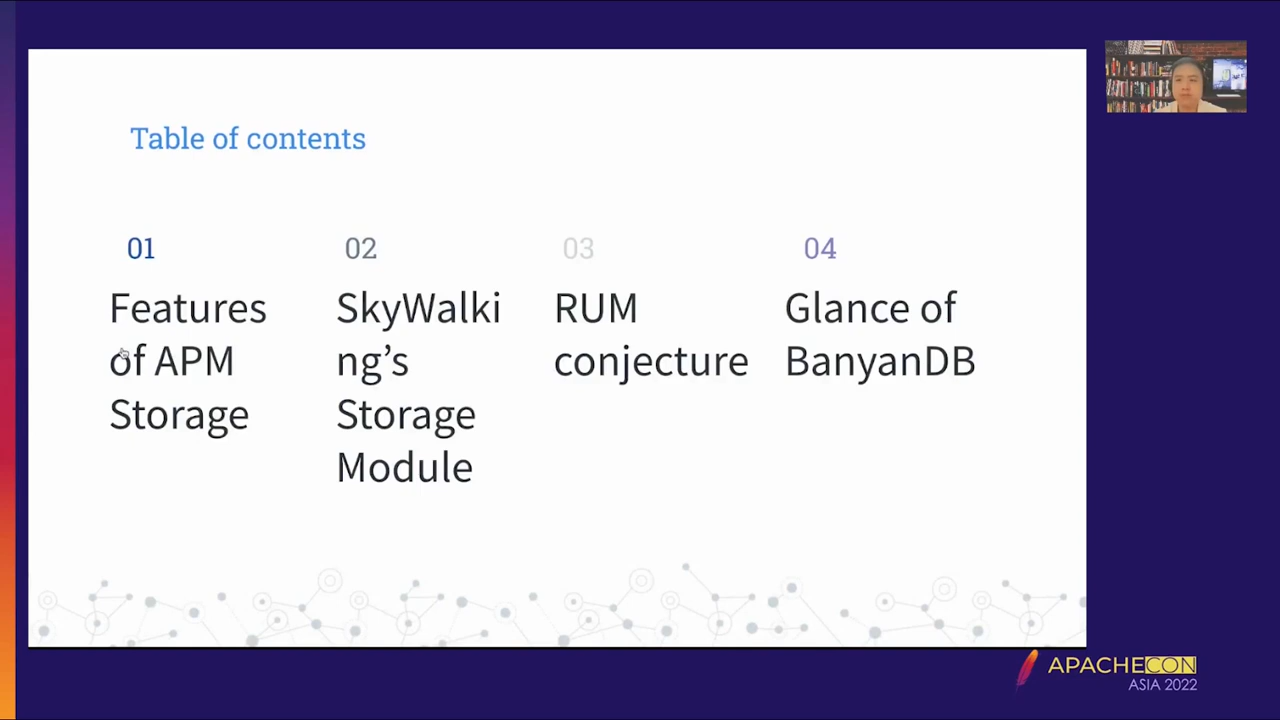 Table of contents
01
Features
of APM
Storage
02
SkyWalki
ng’s
Storage
Module
03
RUM
conjecture
04
Glance of
BanyanDB
APACHECON
ASIA 2022